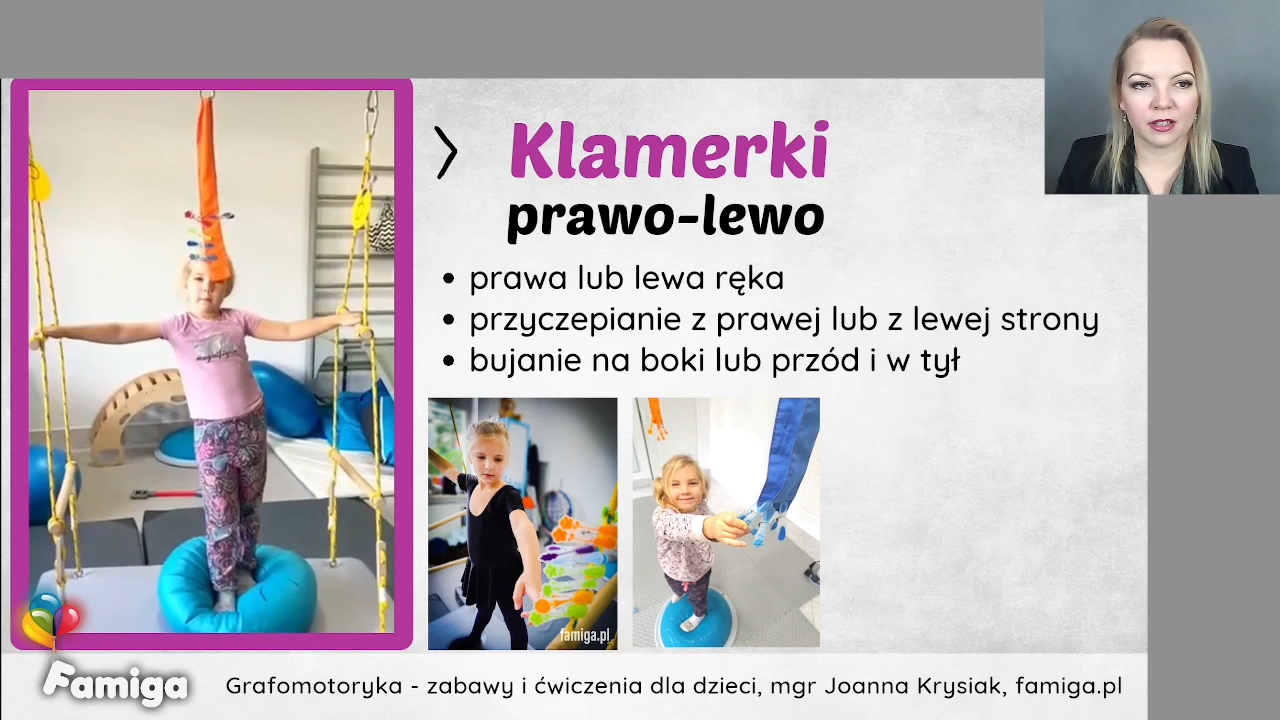 Klamerki
prawo-lewo
• prawa lub lewa ręka
• przyczepianie z prawej lub z lewej strony
• bujanie na boki lub przód i w tył
famiga.pl
Famiga
Grafomotoryka - zabawy i ćwiczenia dla dzieci, mgr Joanna Krysiak, famiga.pl